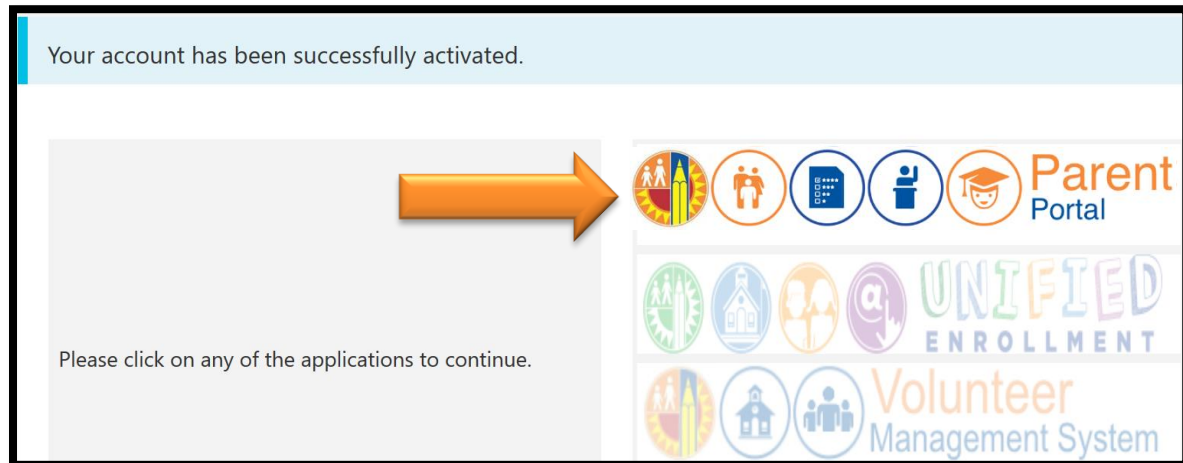 Your account has been successfully activated.
Parent
Portal
UNIFIED
ENROLLMENT
Please click on any of the applications to continue.
Volunteer
Management System